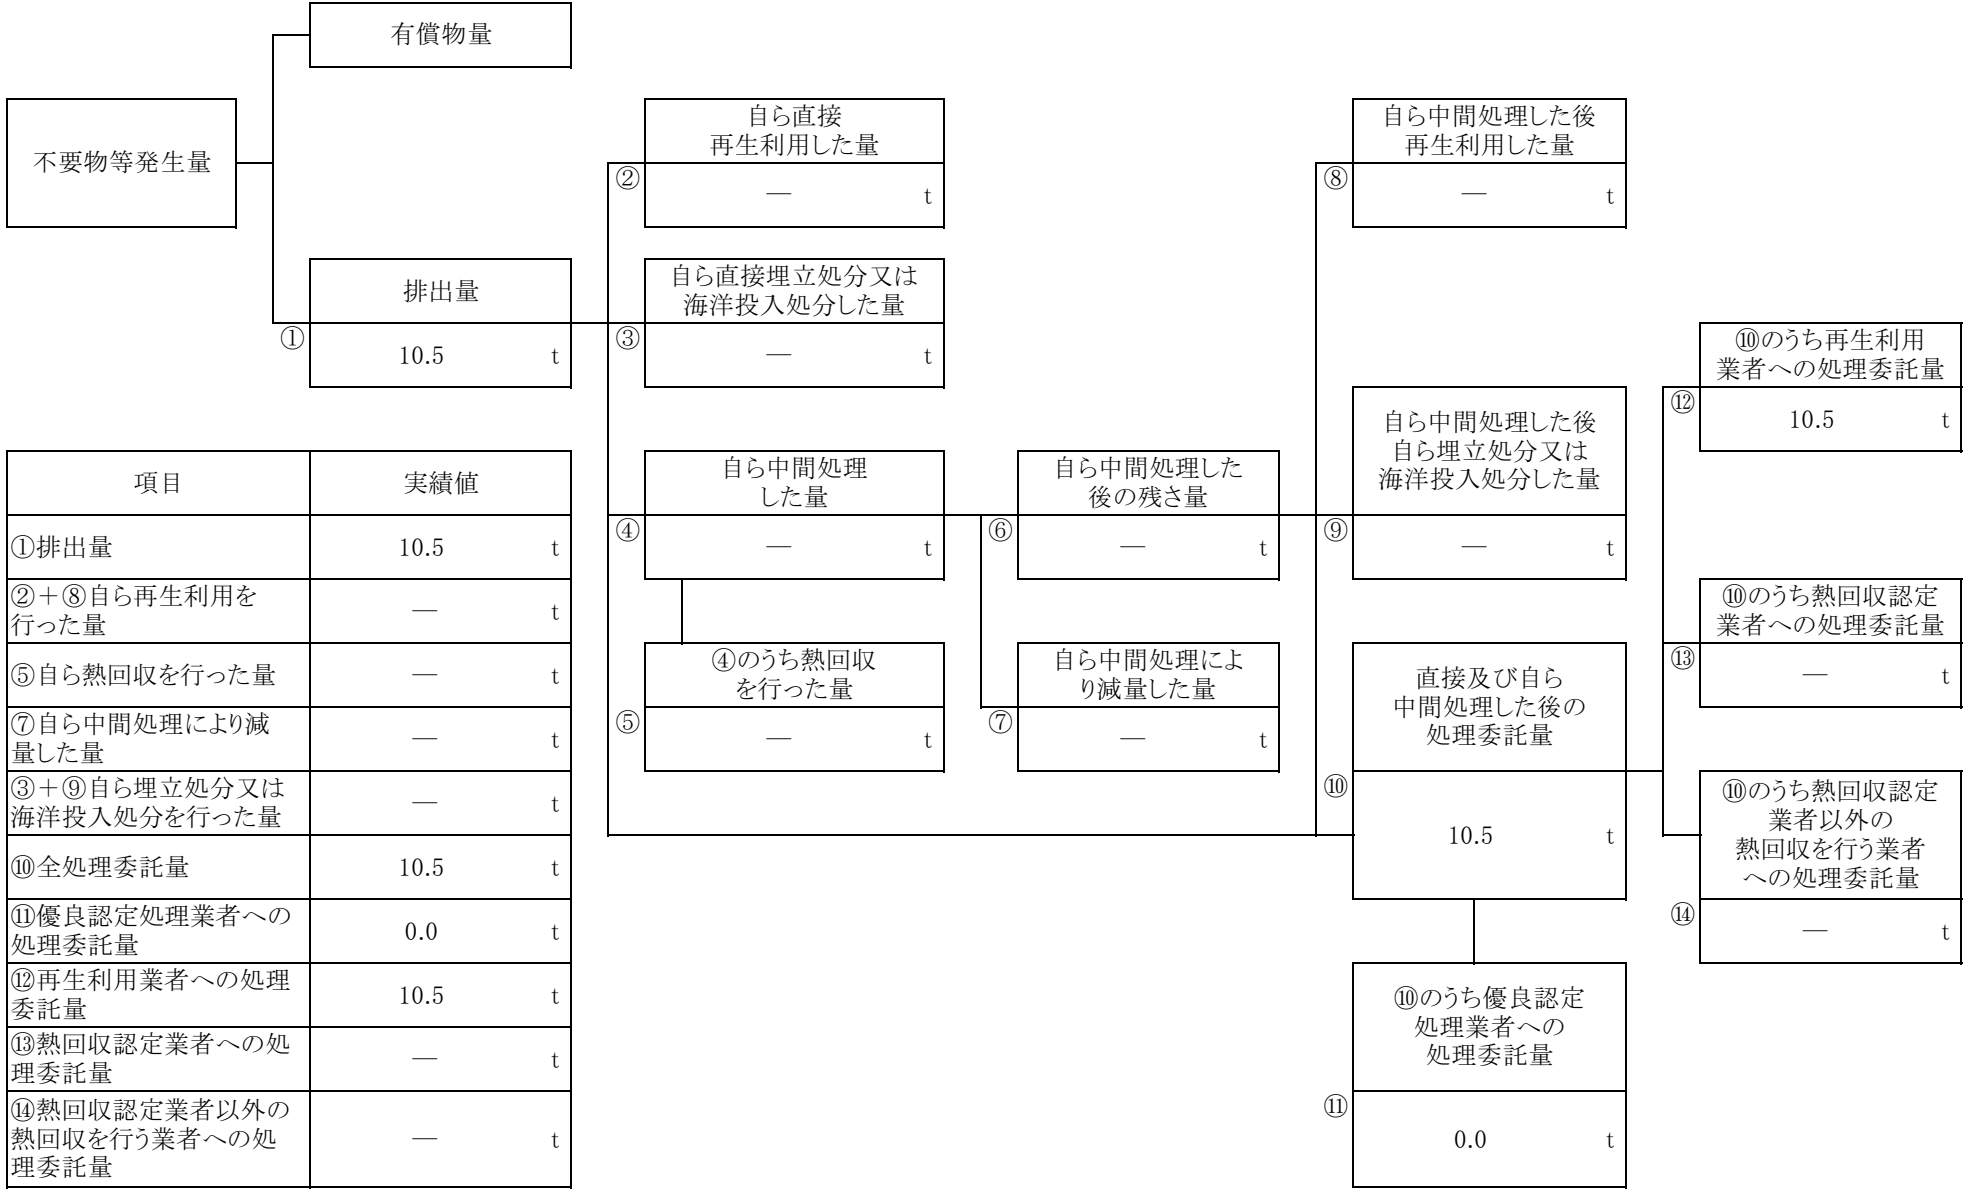 有償物量
不要物等発生量
排出量
①
10.5 t
自ら直接
再生利用した量
②
― t
自ら直接埋立処分又は
海洋投入処分した量
③
― t
自ら中間処理
した量
④
― t
④のうち熱回収
を行った量
⑤
― t
自ら中間処理した
後の残さ量
⑥
― t
自ら中間処理によ
り減量した量
⑦
― t
自ら中間処理した後
再生利用した量
⑧
― t
自ら中間処理した後
自ら埋立処分又は
海洋投入処分した量
⑨
― t
直接及び自ら
中間処理した後の
処理委託量
⑩
10.5 t
⑩のうち優良認定
処理業者への
処理委託量
⑪
0.0 t
⑩のうち再生利用
業者への処理委託量
⑫
10.5 t
⑩のうち熱回収認定
業者への処理委託量
⑬
― t
⑩のうち熱回収認定
業者以外の
熱回収を行う業者
への処理委託量
⑭
― t
項目 実績値
①排出量 10.5 t
②＋⑧自ら再生利用を
行った量
― t
⑤自ら熱回収を行った量 ― t
⑦自ら中間処理により減
量した量
― t
③＋⑨自ら埋立処分又は
海洋投入処分を行った量
― t
⑩全処理委託量 10.5 t
⑪優良認定処理業者への
処理委託量
0.0 t
⑫再生利用業者への処理
委託量
10.5 t
⑬熱回収認定業者への処
理委託量
― t
⑭熱回収認定業者以外の
熱回収を行う業者への処
理委託量
― t